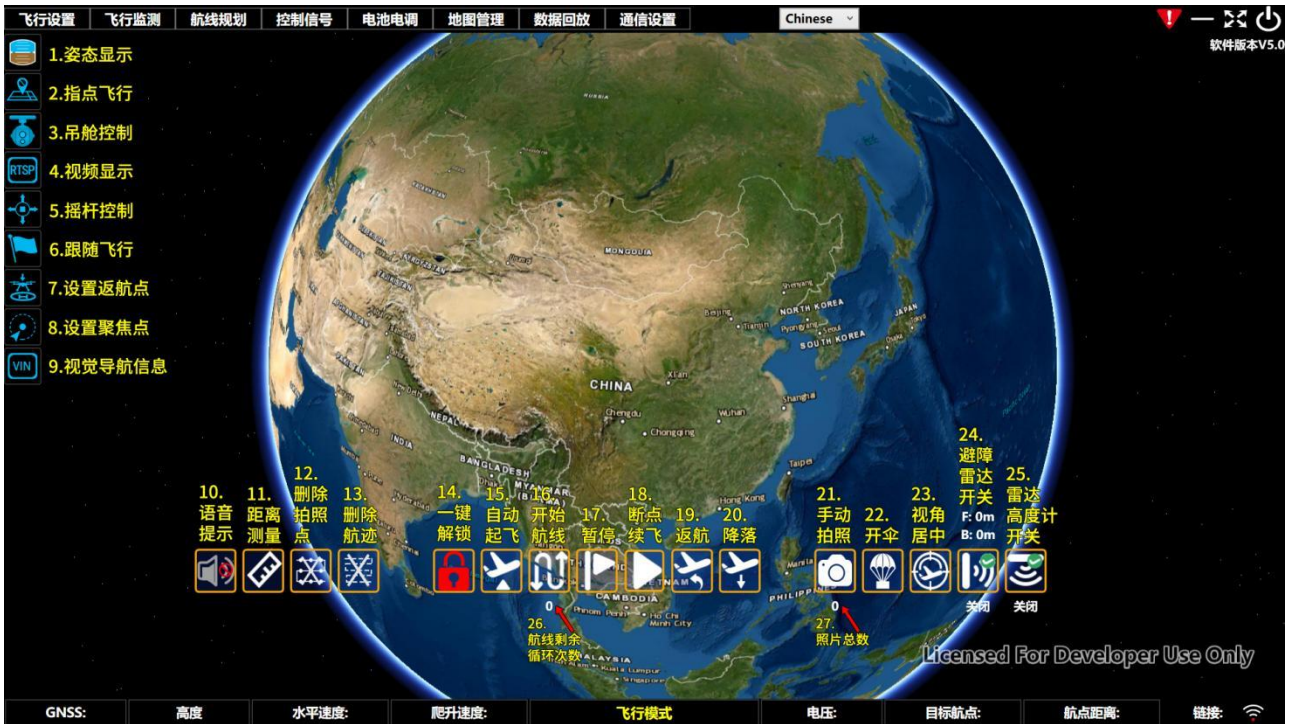 飞行设置 飞行监测 航线规划 控制信号 电池电调 地图管理 数据回放 通信设置 Chinese
软件版本V5.0
1.姿态显示
2.指点飞行
3.吊舱控制
RTSP 4.视频显示
5.摇杆控制
6.跟随飞行
7.设置返航点
8.设置聚焦点
VIN 9.视觉导航信息
RUSSIA
MONGOLIA
Shenyang
NORTH KOREA
Beijing
Tianjin
Pyongyang
Seoul
SOUTH KOREA
JAPAN
Tokyo
Osaka
CHINA
Xi'an
Shanghai
Chengdu
Wuhan
Chongqing
New Delhi
NEPAL
INDIA
BANGLADESH
Dhaka
MYANMAR
Taipei
Hong Kong
Manila
PHILIPPINES
CAMBODIA
Phnom Penh
Ho Chi
Minh City
MALAYSIA
Kuala Lumpur
Singapore
10.
语音
提示
11.
距离
测量
12.
删除
拍照
点
13.
删除
航迹
14.
一键
解锁
15.
自动
起飞
16.
开始
航线
17.
暂停
18.
断点
续飞
19.
返航
20.
降落
21.
手动
拍照
22.
开伞
23.
视角
居中
24.
避障
雷达
开关
F: 0m
B: 0m
关闭
25.
雷达
高度计
开关
关闭
0
26.
航线剩余
循环次数
0
27.
照片总数
Licensed For Developer Use Only
GNSS: 高度 水平速度: 爬升速度: 飞行模式 电压: 目标航点: 航点距离: 链接: